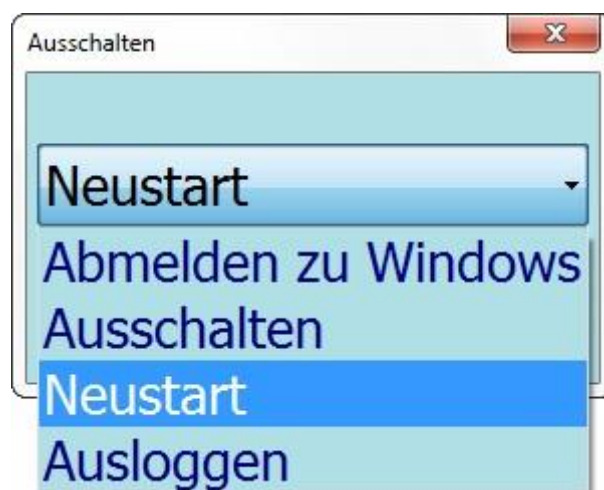 Ausschalten
Neustart
Abmelden zu Windows
Ausschalten
Neustart
Ausloggen